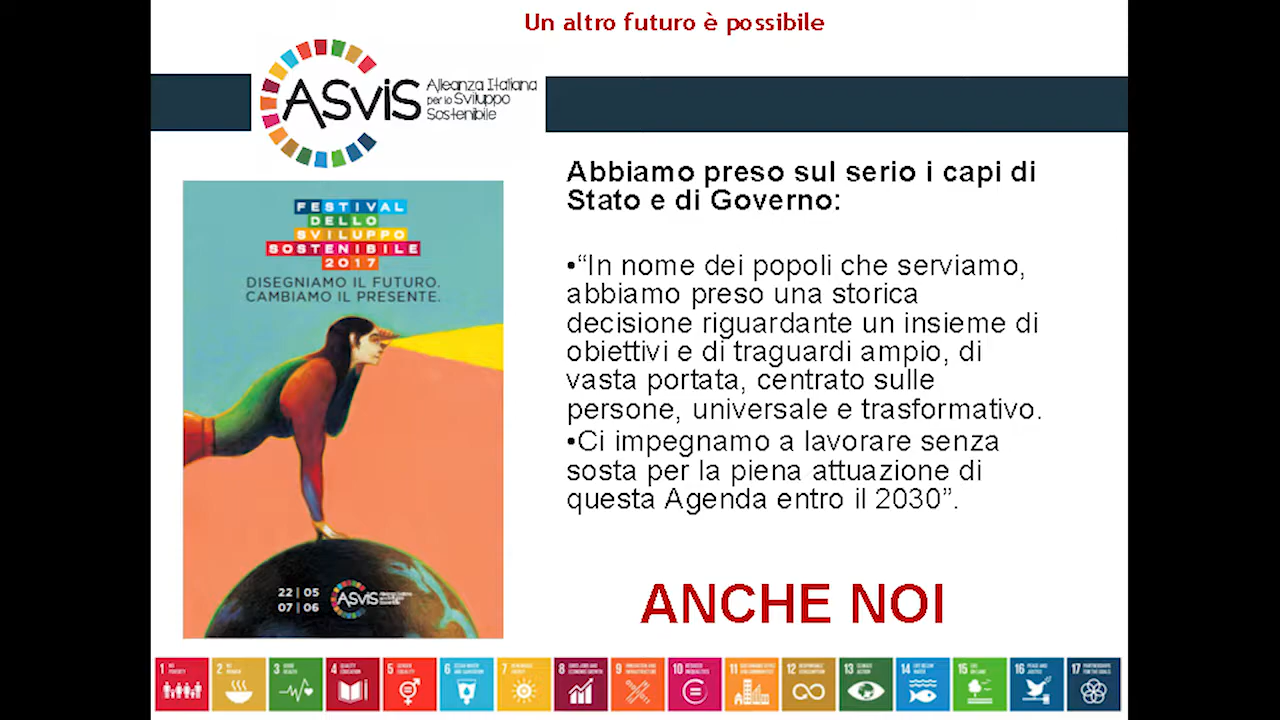 Un altro futuro è possibile
ASviS
Alleanza Italiana
per lo Sviluppo
Sostenibile
FESTIVAL
DELLO
SVILUPPO
SOSTENIBILE
2017
DISEGNIAMO IL FUTURO.
CAMBIAMO IL PRESENTE.
22 | 05
07 | 06
ASviS
Abbiamo preso sul serio i capi di
Stato e di Governo:
•“In nome dei popoli che serviamo,
abbiamo preso una storica
decisione riguardante un insieme di
obiettivi e di traguardi ampio, di
vasta portata, centrato sulle
persone, universale e trasformativo.
•Ci impegnamo a lavorare senza
sosta per la piena attuazione di
questa Agenda entro il 2030”.
ANCHE NOI
1 2 3 4 5 6 7 8 9 10 11 12 13 14 15 16 17